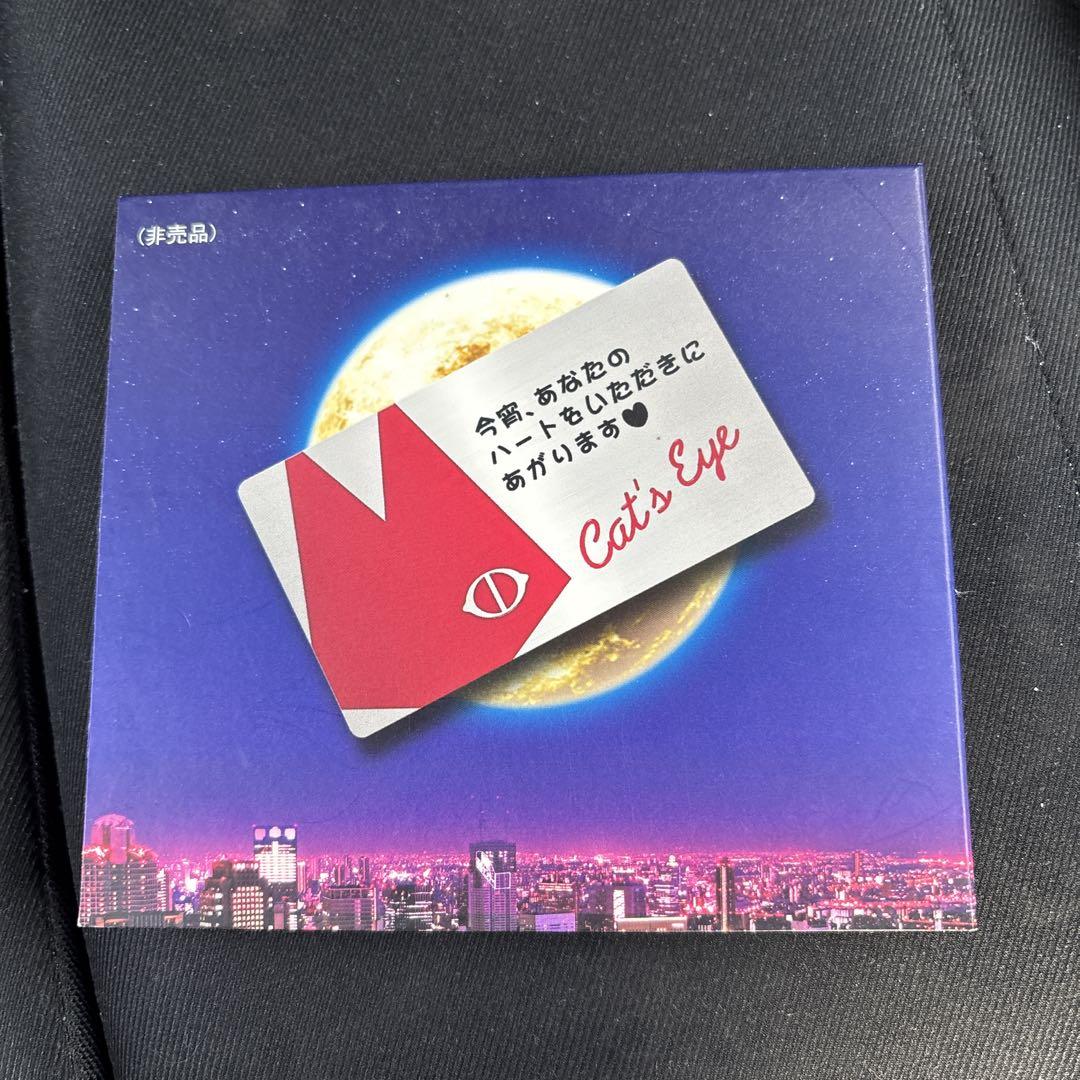 (非売品)
今宵、あなたの
ハートをいただきに
あがります♥
Cat's Eye